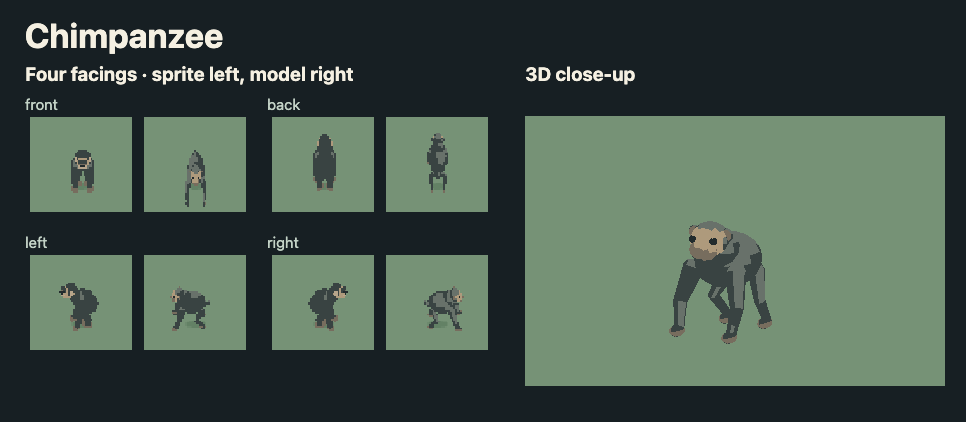 Chimpanzee
Four facings · sprite left, model right
3D close-up
front
back
left
right